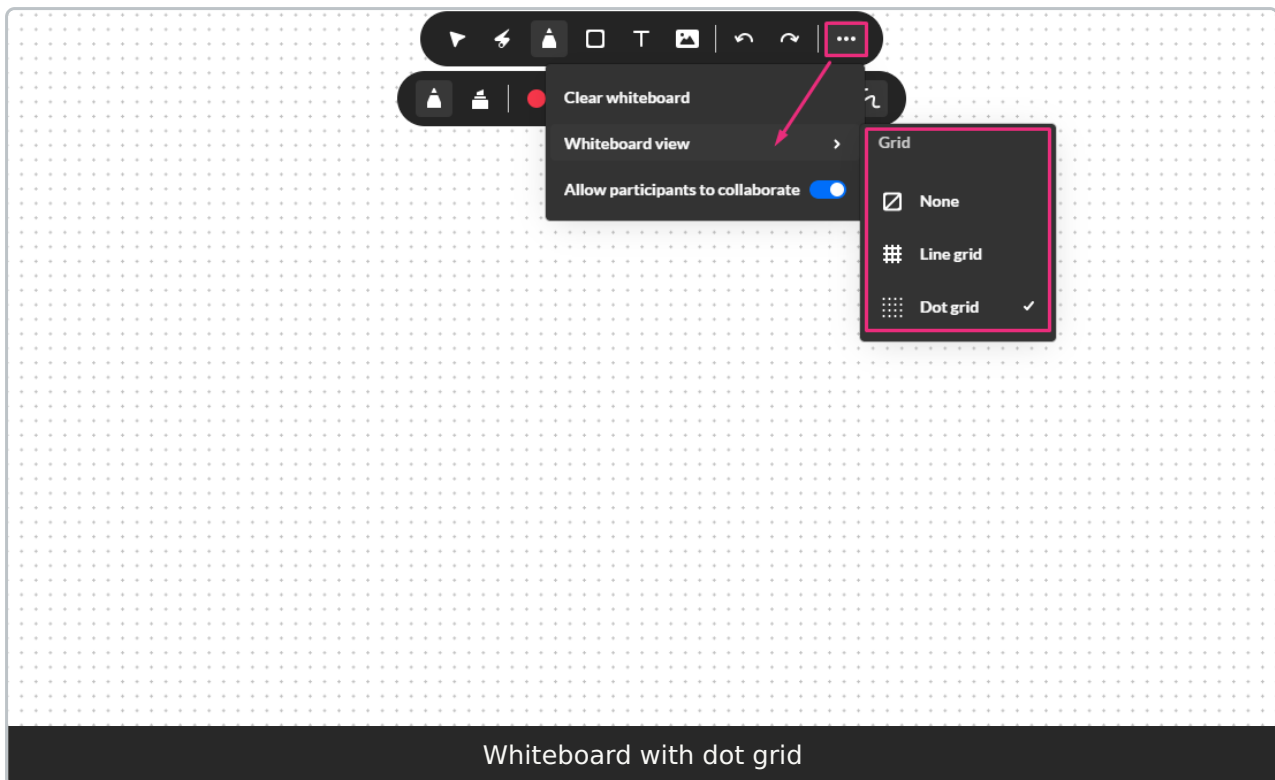 T
Clear whiteboard
Whiteboard view
Allow participants to collaborate
Grid
None
Line grid
Dot grid
Whiteboard with dot grid